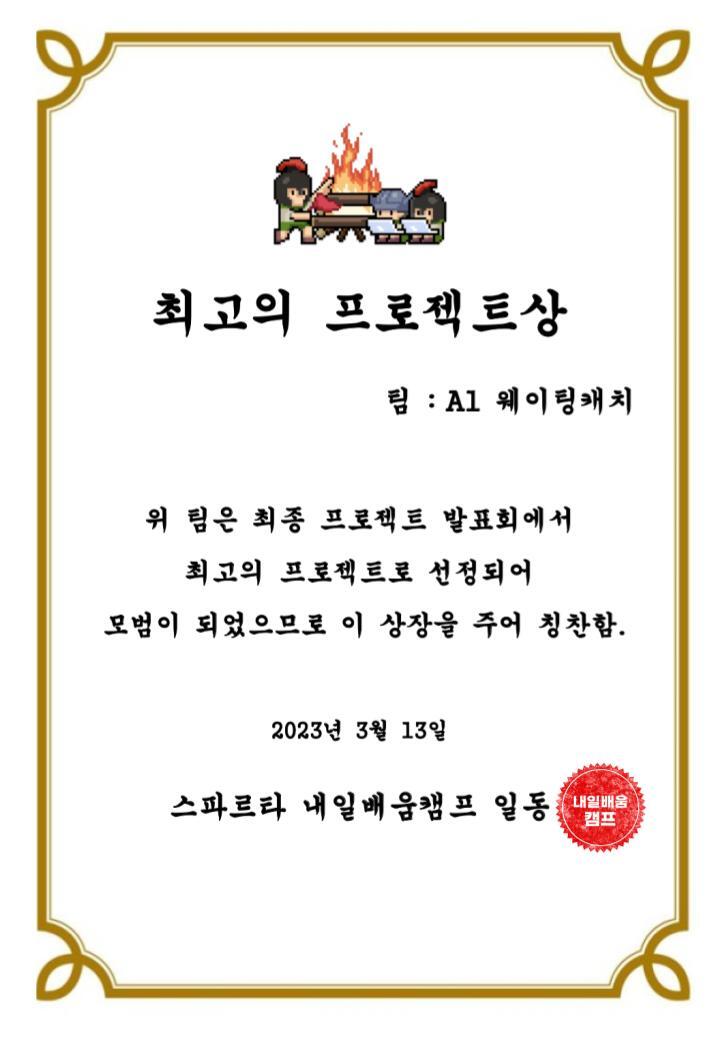 최고의 프로젝트상
팀 : A1 웨이팅캐치
위 팀은 최종 프로젝트 발표회에서
최고의 프로젝트로 선정되어
모범이 되었으므로 이 상장을 주어 칭찬함.
2023년 3월 13일
스파르타 내일배움캠프 일동
내일배움
캠프